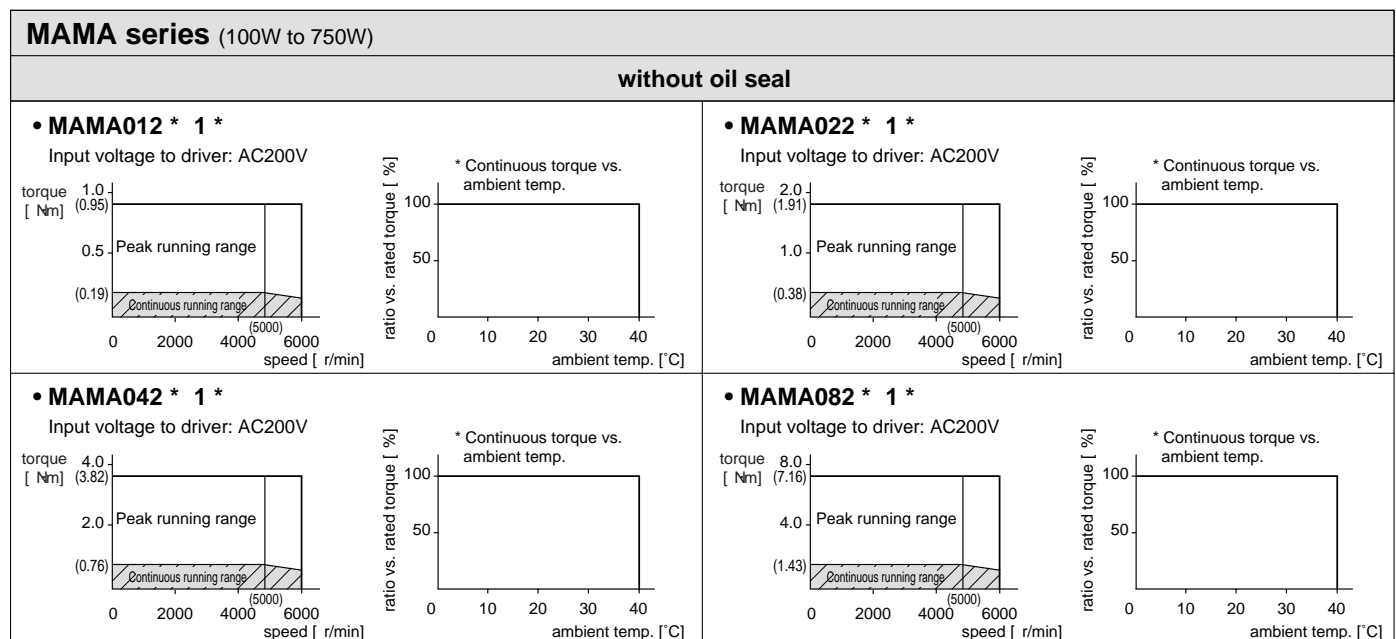 MAMA series (100W to 750W)
without oil seal
• MAMA012 * 1 *
Input voltage to driver: AC200V
torque
[ Nm]
1.0
(0.95)
0.5
(0.19)
Peak running range
Continuous running range
(5000)
0 2000 4000 6000
speed [ r/min]
ratio vs. rated torque [ %]
* Continuous torque vs.
ambient temp.
100
50
0 10 20 30 40
ambient temp. [˚C]
• MAMA022 * 1 *
Input voltage to driver: AC200V
torque
[ Nm]
2.0
(1.91)
1.0
(0.38)
Peak running range
Continuous running range
(5000)
0 2000 4000 6000
speed [ r/min]
ratio vs. rated torque [ %]
* Continuous torque vs.
ambient temp.
100
50
0 10 20 30 40
ambient temp. [˚C]
• MAMA042 * 1 *
Input voltage to driver: AC200V
torque
[ Nm]
4.0
(3.82)
2.0
(0.76)
Peak running range
Continuous running range
(5000)
0 2000 4000 6000
speed [ r/min]
ratio vs. rated torque [ %]
* Continuous torque vs.
ambient temp.
100
50
0 10 20 30 40
ambient temp. [˚C]
• MAMA082 * 1 *
Input voltage to driver: AC200V
torque
[ Nm]
8.0
(7.16)
4.0
(1.43)
Peak running range
Continuous running range
(5000)
0 2000 4000 6000
speed [ r/min]
ratio vs. rated torque [ %]
* Continuous torque vs.
ambient temp.
100
50
0 10 20 30 40
ambient temp. [˚C]